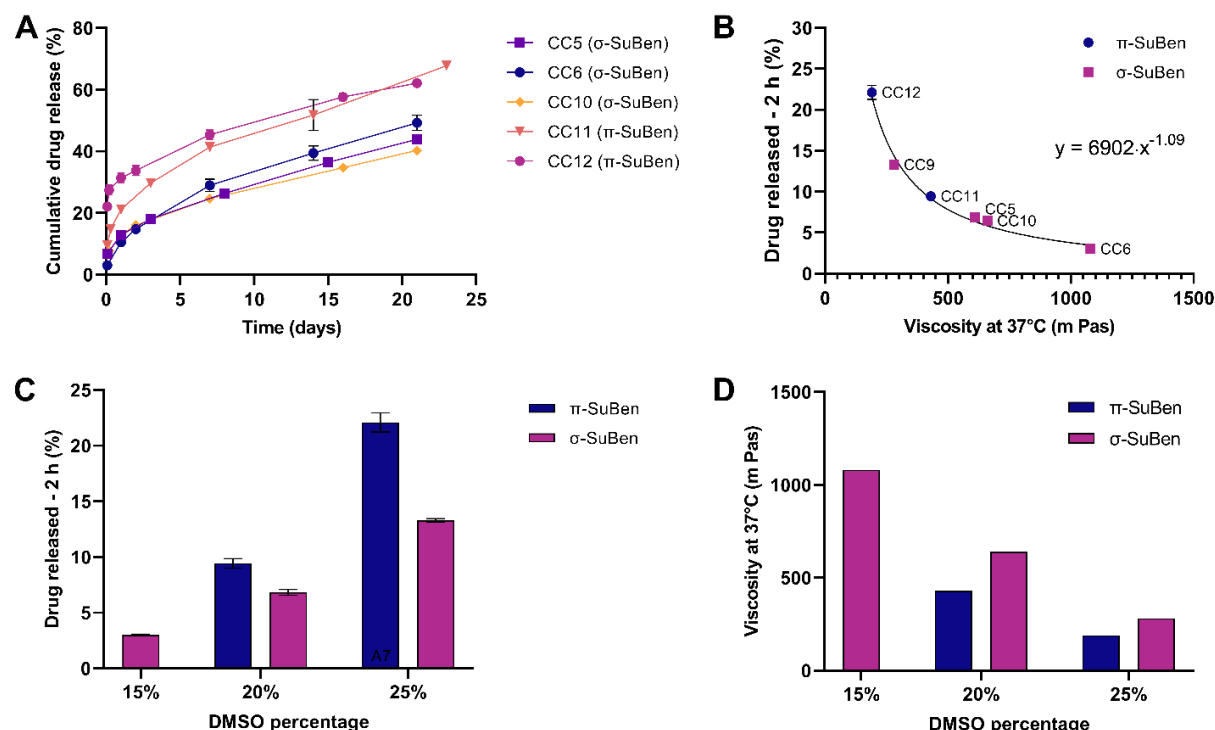 A
Cumulative drug release (%)
80
60
40
20
0
0
5
10
15
20
25
Time (days)
CC5 (σ-SuBen)
CC6 (σ-SuBen)
CC10 (σ-SuBen)
CC11 (π-SuBen)
CC12 (π-SuBen)
B
Drug released - 2 h (%)
30
25
20
15
10
5
0
0
500
1000
1500
Viscosity at 37°C (m Pas)
π-SuBen
σ-SuBen
CC12
CC9
CC11
CC5
CC10
CC6
y = 6902·x^-1.09
C
Drug released - 2 h (%)
25
20
15
10
5
0
A7
15%
20%
25%
DMSO percentage
π-SuBen
σ-SuBen
D
Viscosity at 37°C (m Pas)
1500
1000
500
0
15%
20%
25%
DMSO percentage
π-SuBen
σ-SuBen